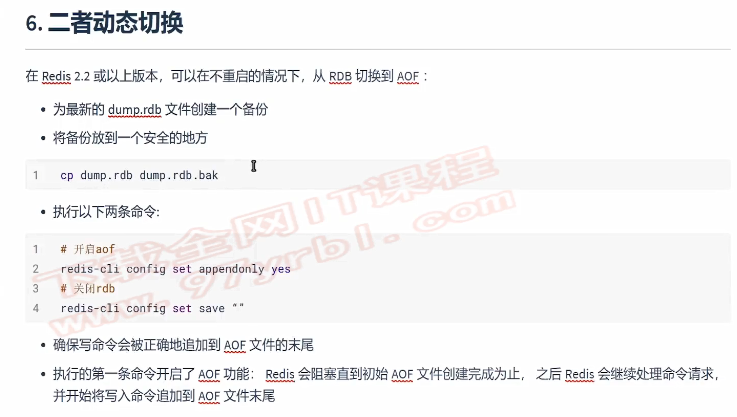 6. 二者动态切换
在 Redis 2.2 或以上版本，可以在不重启的情况下，从 RDB 切换到 AOF ：
• 为最新的 dump.rdb 文件创建一个备份
• 将备份放到一个安全的地方
1 cp dump.rdb dump.rdb.bak
• 执行以下两条命令:
1 # 开启aof
2 redis-cli config set appendonly yes
3 # 关闭rdb
4 redis-cli config set save “”
• 确保写命令会被正确地追加到 AOF 文件的末尾
• 执行的第一条命令开启了 AOF 功能： Redis 会阻塞直到初始 AOF 文件创建完成为止， 之后 Redis 会继续处理命令请求，
并开始将写入命令追加到 AOF 文件末尾
下载全网IT课程